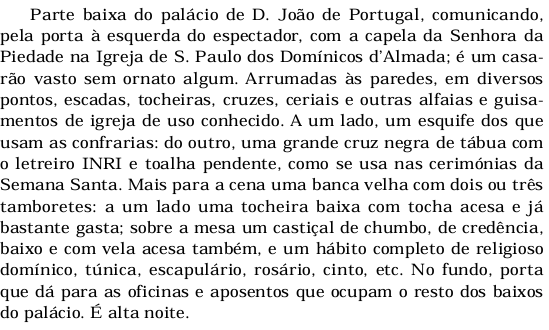 Parte baixa do palácio de D. João de Portugal, comunicando,
pela porta à esquerda do espectador, com a capela da Senhora da
Piedade na Igreja de S. Paulo dos Domínicos d'Almada; é um casa-
rão vasto sem ornato algum. Arrumadas às paredes, em diversos
pontos, escadas, tocheiras, cruzes, ceriais e outras alfaias e guisa-
mentos de igreja de uso conhecido. A um lado, um esquife dos que
usam as confrarias: do outro, uma grande cruz negra de tábua com
o letreiro INRI e toalha pendente, como se usa nas cerimónias da
Semana Santa. Mais para a cena uma banca velha com dois ou três
tamboretes: a um lado uma tocheira baixa com tocha acesa e já
bastante gasta; sobre a mesa um castiçal de chumbo, de credência,
baixo e com vela acesa também, e um hábito completo de religioso
domínico, túnica, escapulário, rosário, cinto, etc. No fundo, porta
que dá para as oficinas e aposentos que ocupam o resto dos baixos
do palácio. É alta noite.